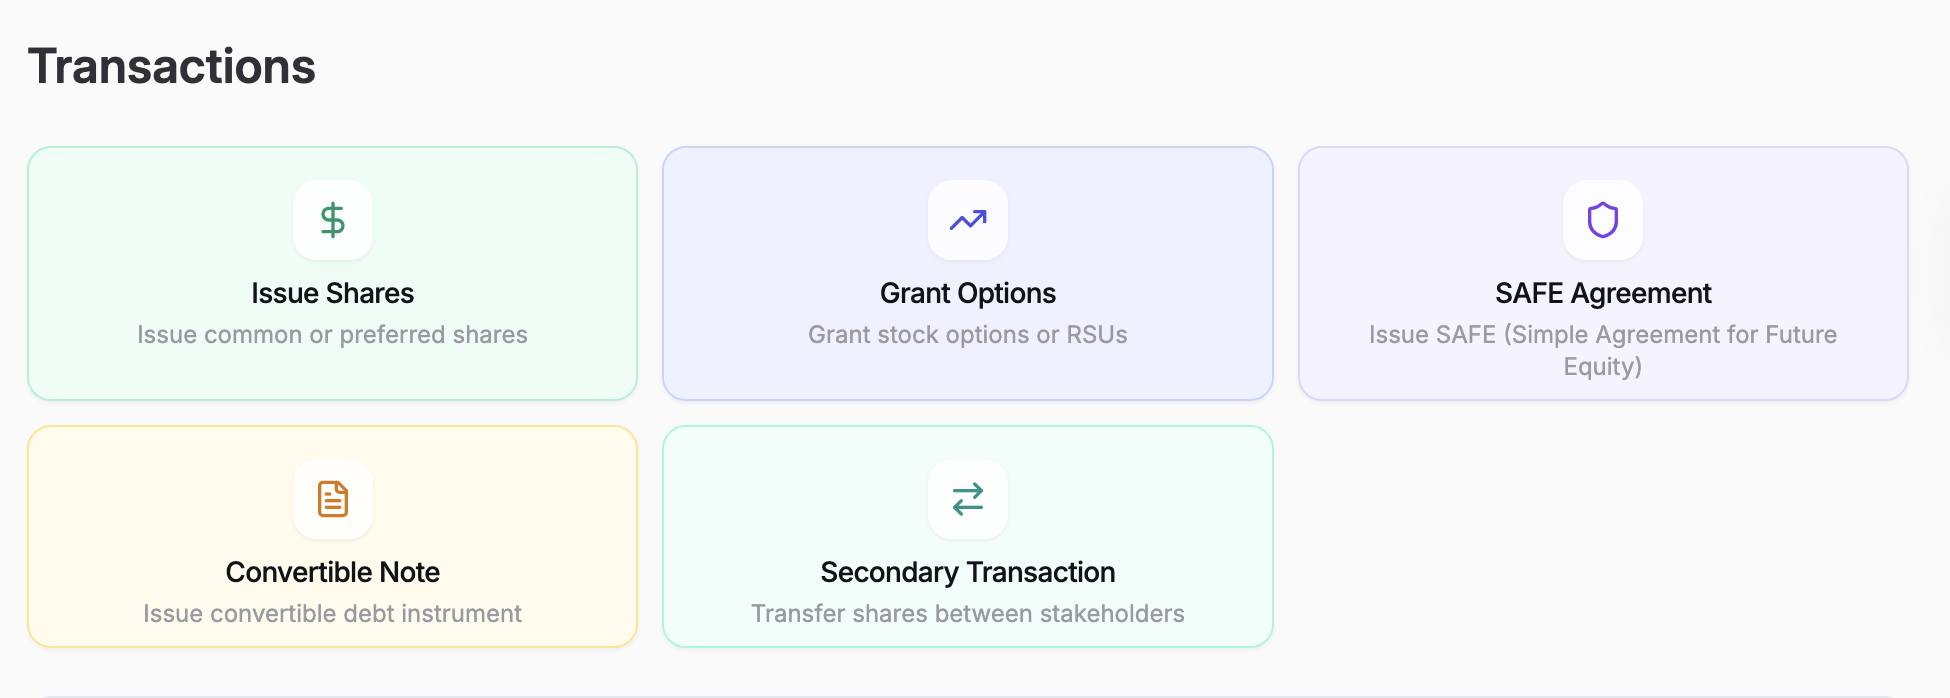 Transactions
Issue Shares
Issue common or preferred shares
Grant Options
Grant stock options or RSUs
SAFE Agreement
Issue SAFE (Simple Agreement for Future
Equity)
Convertible Note
Issue convertible debt instrument
Secondary Transaction
Transfer shares between stakeholders